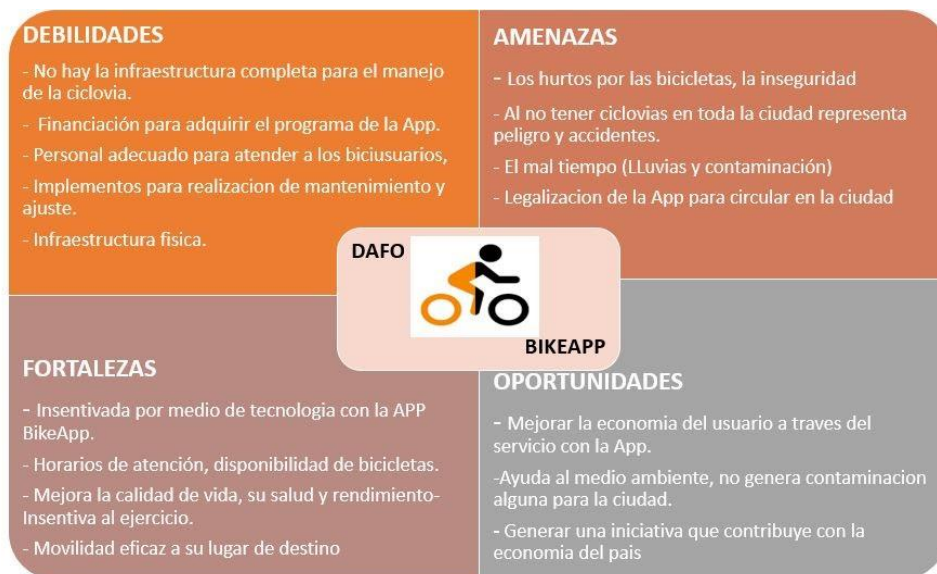 DEBILIDADES
- No hay la infraestructura completa para el manejo
de la ciclovia.
- Financiación para adquirir el programa de la App.
- Personal adecuado para atender a los biciusuarios,
- Implementos para realizacion de mantenimiento y
ajuste.
- Infraestructura fisica.
AMENAZAS
- Los hurtos por las bicicletas, la inseguridad
- Al no tener ciclovias en toda la ciudad representa
peligro y accidentes.
- El mal tiempo (LLuvias y contaminación)
- Legalizacion de la App para circular en la ciudad
DAFO
BIKEAPP
FORTALEZAS
- Insentivada por medio de tecnologia con la APP
BikeApp.
- Horarios de atención, disponibilidad de bicicletas.
- Mejora la calidad de vida, su salud y rendimiento-
Insentiva al ejercicio.
- Movilidad eficaz a su lugar de destino
OPORTUNIDADES
- Mejorar la economia del usuario a traves del
servicio con la App.
-Ayuda al medio ambiente, no genera contaminacion
alguna para la ciudad.
- Generar una iniciativa que contribuye con la
economia del pais